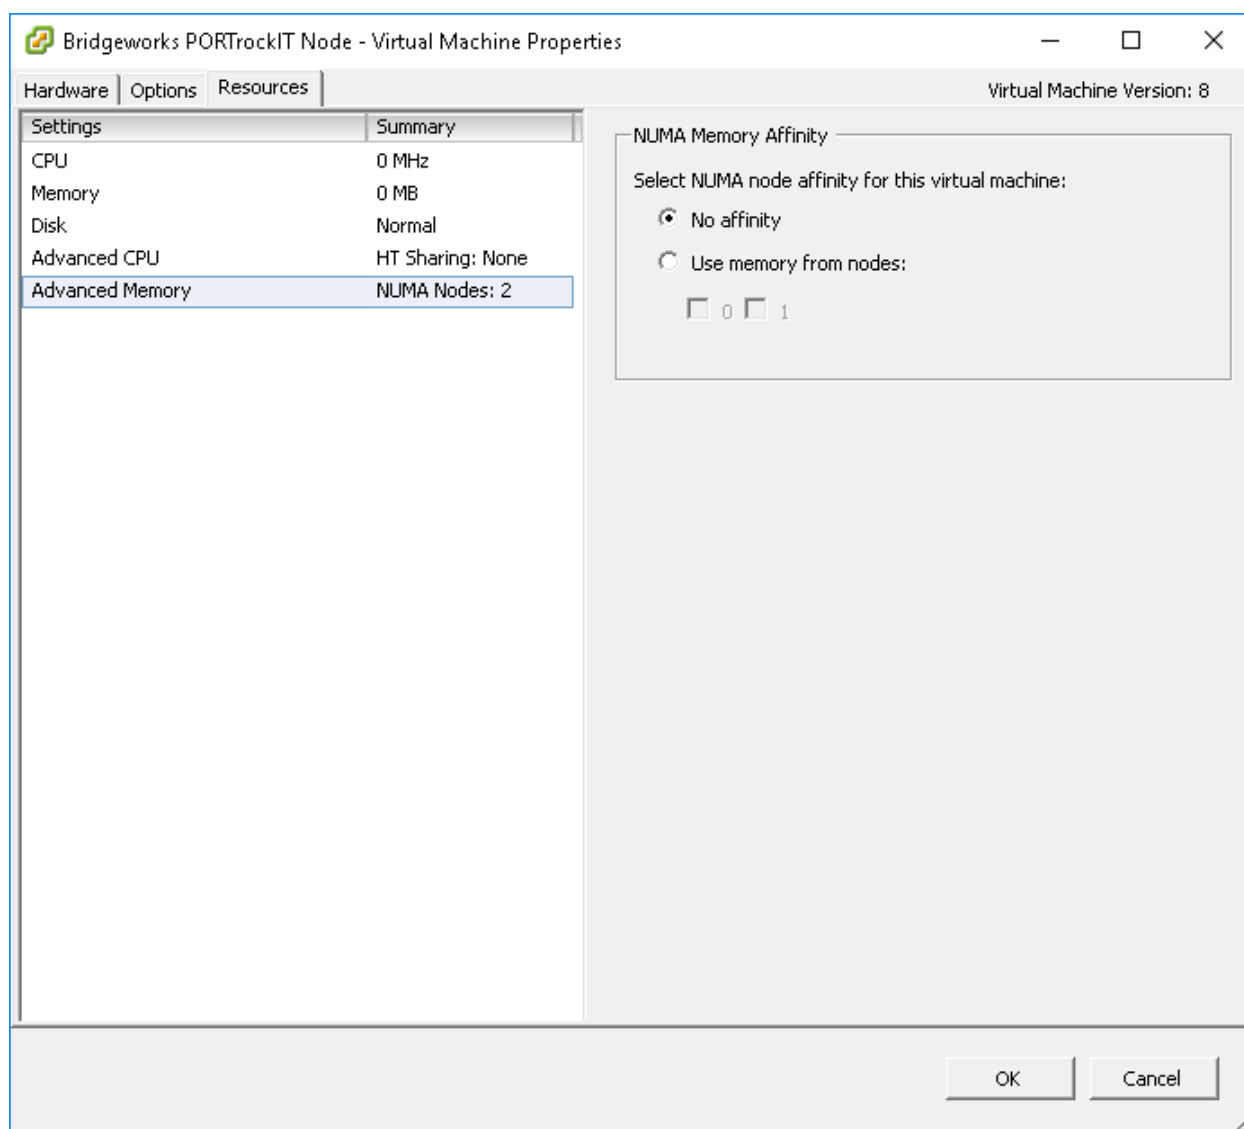 Bridgeworks PORTrockIT Node - Virtual Machine Properties
Hardware Options Resources Virtual Machine Version: 8
Settings Summary
CPU 0 MHz
Memory 0 MB
Disk Normal
Advanced CPU HT Sharing: None
Advanced Memory NUMA Nodes: 2
NUMA Memory Affinity
Select NUMA node affinity for this virtual machine:
No affinity
Use memory from nodes:
0 1
OK Cancel